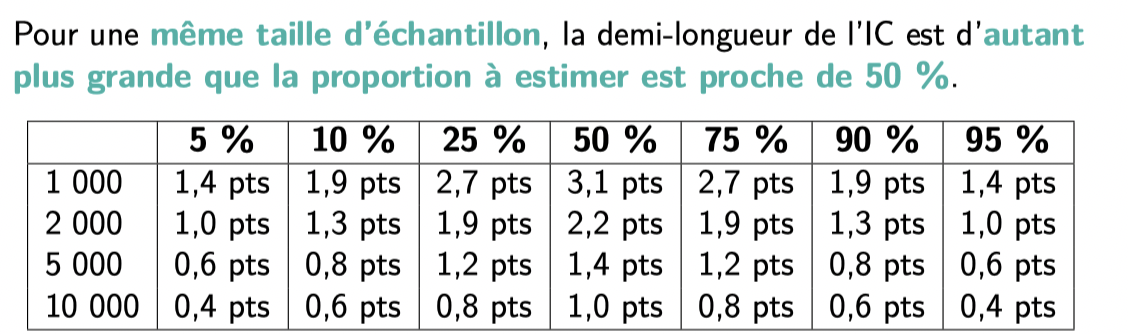 Pour une même taille d'échantillon, la demi-longueur de l'IC est d'autant
plus grande que la proportion à estimer est proche de 50 %.
5 % 10 % 25 % 50 % 75 % 90 % 95 %
1 000 1,4 pts 1,9 pts 2,7 pts 3,1 pts 2,7 pts 1,9 pts 1,4 pts
2 000 1,0 pts 1,3 pts 1,9 pts 2,2 pts 1,9 pts 1,3 pts 1,0 pts
5 000 0,6 pts 0,8 pts 1,2 pts 1,4 pts 1,2 pts 0,8 pts 0,6 pts
10 000 0,4 pts 0,6 pts 0,8 pts 1,0 pts 0,8 pts 0,6 pts 0,4 pts